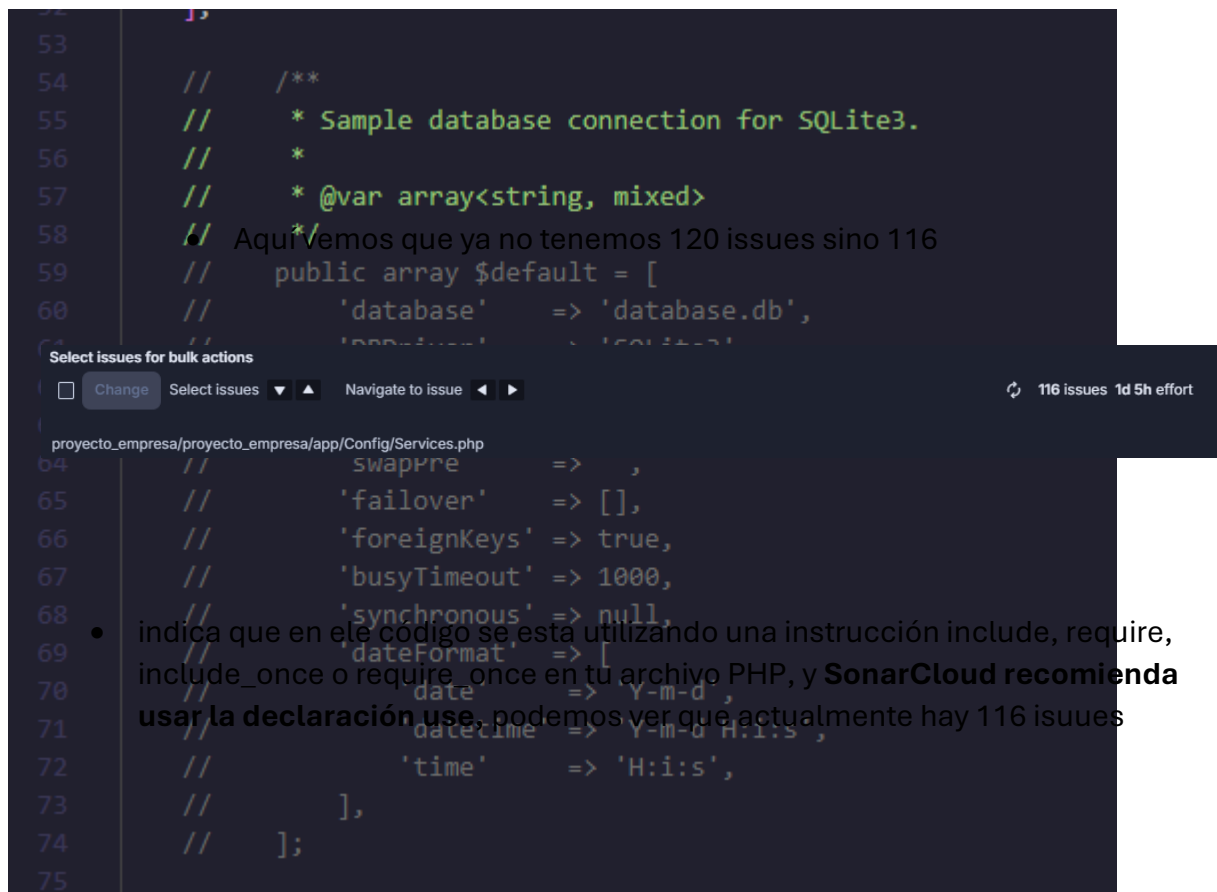 52 ];
53
54 // /**
55 // * Sample database connection for SQLite3.
56 // *
57 // * @var array<string, mixed>
58 // */
• Aquí vemos que ya no tenemos 120 issues sino 116
59 // public array $default = [
60 // 'database' => 'database.db',
61 // 'DBDriver' => 'SQLite3',
Select issues for bulk actions
Change Select issues ▼ ▲ Navigate to issue ◀ ▶ 116 issues 1d 5h effort
proyecto_empresa/proyecto_empresa/app/Config/Services.php
64 // swapPre => ,
65 // 'failover' => [],
66 // 'foreignKeys' => true,
67 // 'busyTimeout' => 1000,
68 // 'synchronous' => null,
• indica que en ele código se esta utilizando una instrucción include, require,
69 // 'dateFormat' => [
include_once o require_once en tu archivo PHP, y SonarCloud recomienda
70 // 'date' => 'Y-m-d',
usar la declaración use, podemos ver que actualmente hay 116 isuues
71 // 'datetime' => 'Y-m-d H:i:s',
72 // 'time' => 'H:i:s',
73 // ],
74 // ];
75